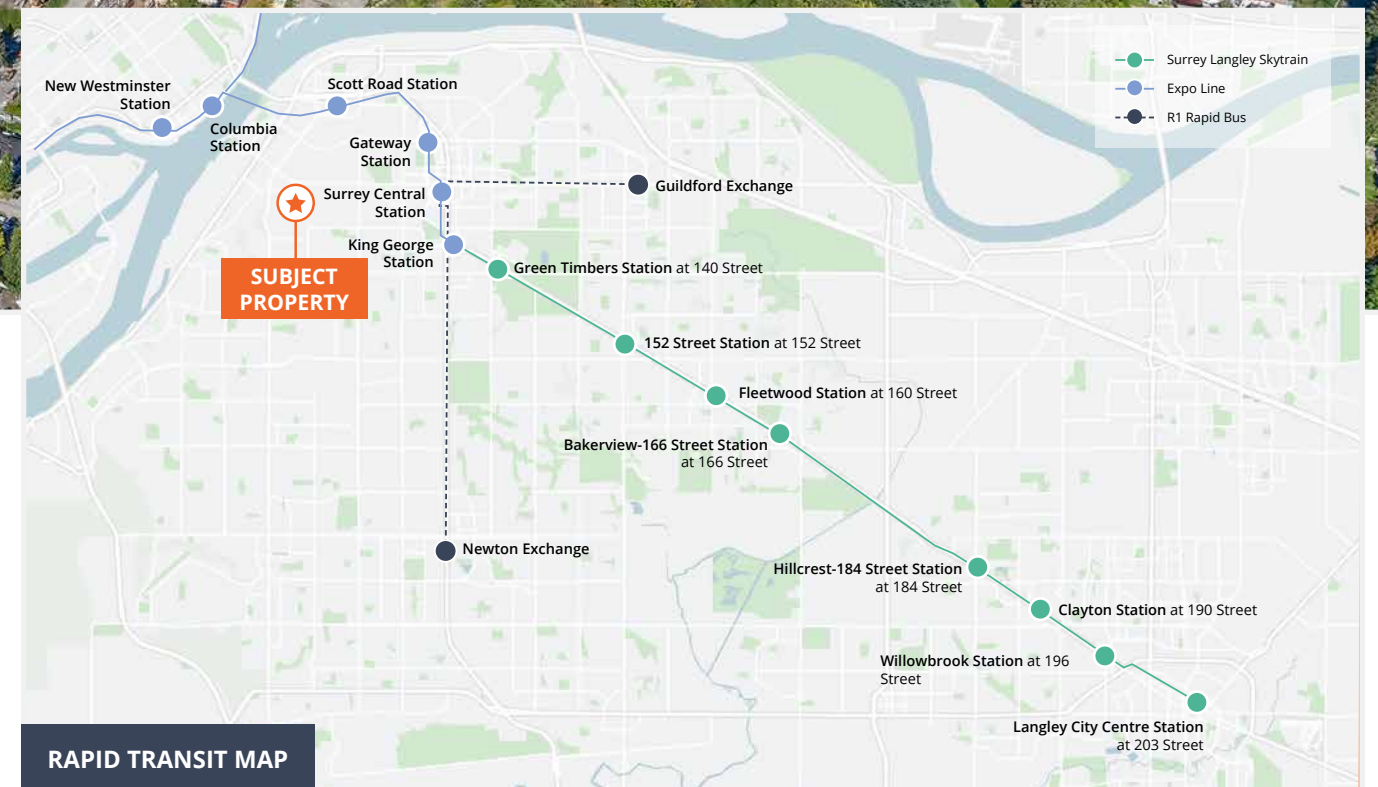 Surrey Langley Skytrain
Expo Line
R1 Rapid Bus
New Westminster
Station
Scott Road Station
Columbia
Station
Gateway
Station
Surrey Central
Station
Guildford Exchange
King George
Station
SUBJECT
PROPERTY
Green Timbers Station at 140 Street
152 Street Station at 152 Street
Fleetwood Station at 160 Street
Bakerview-166 Street Station
at 166 Street
Newton Exchange
Hillcrest-184 Street Station
at 184 Street
Clayton Station at 190 Street
Willowbrook Station at 196
Street
Langley City Centre Station
at 203 Street
RAPID TRANSIT MAP